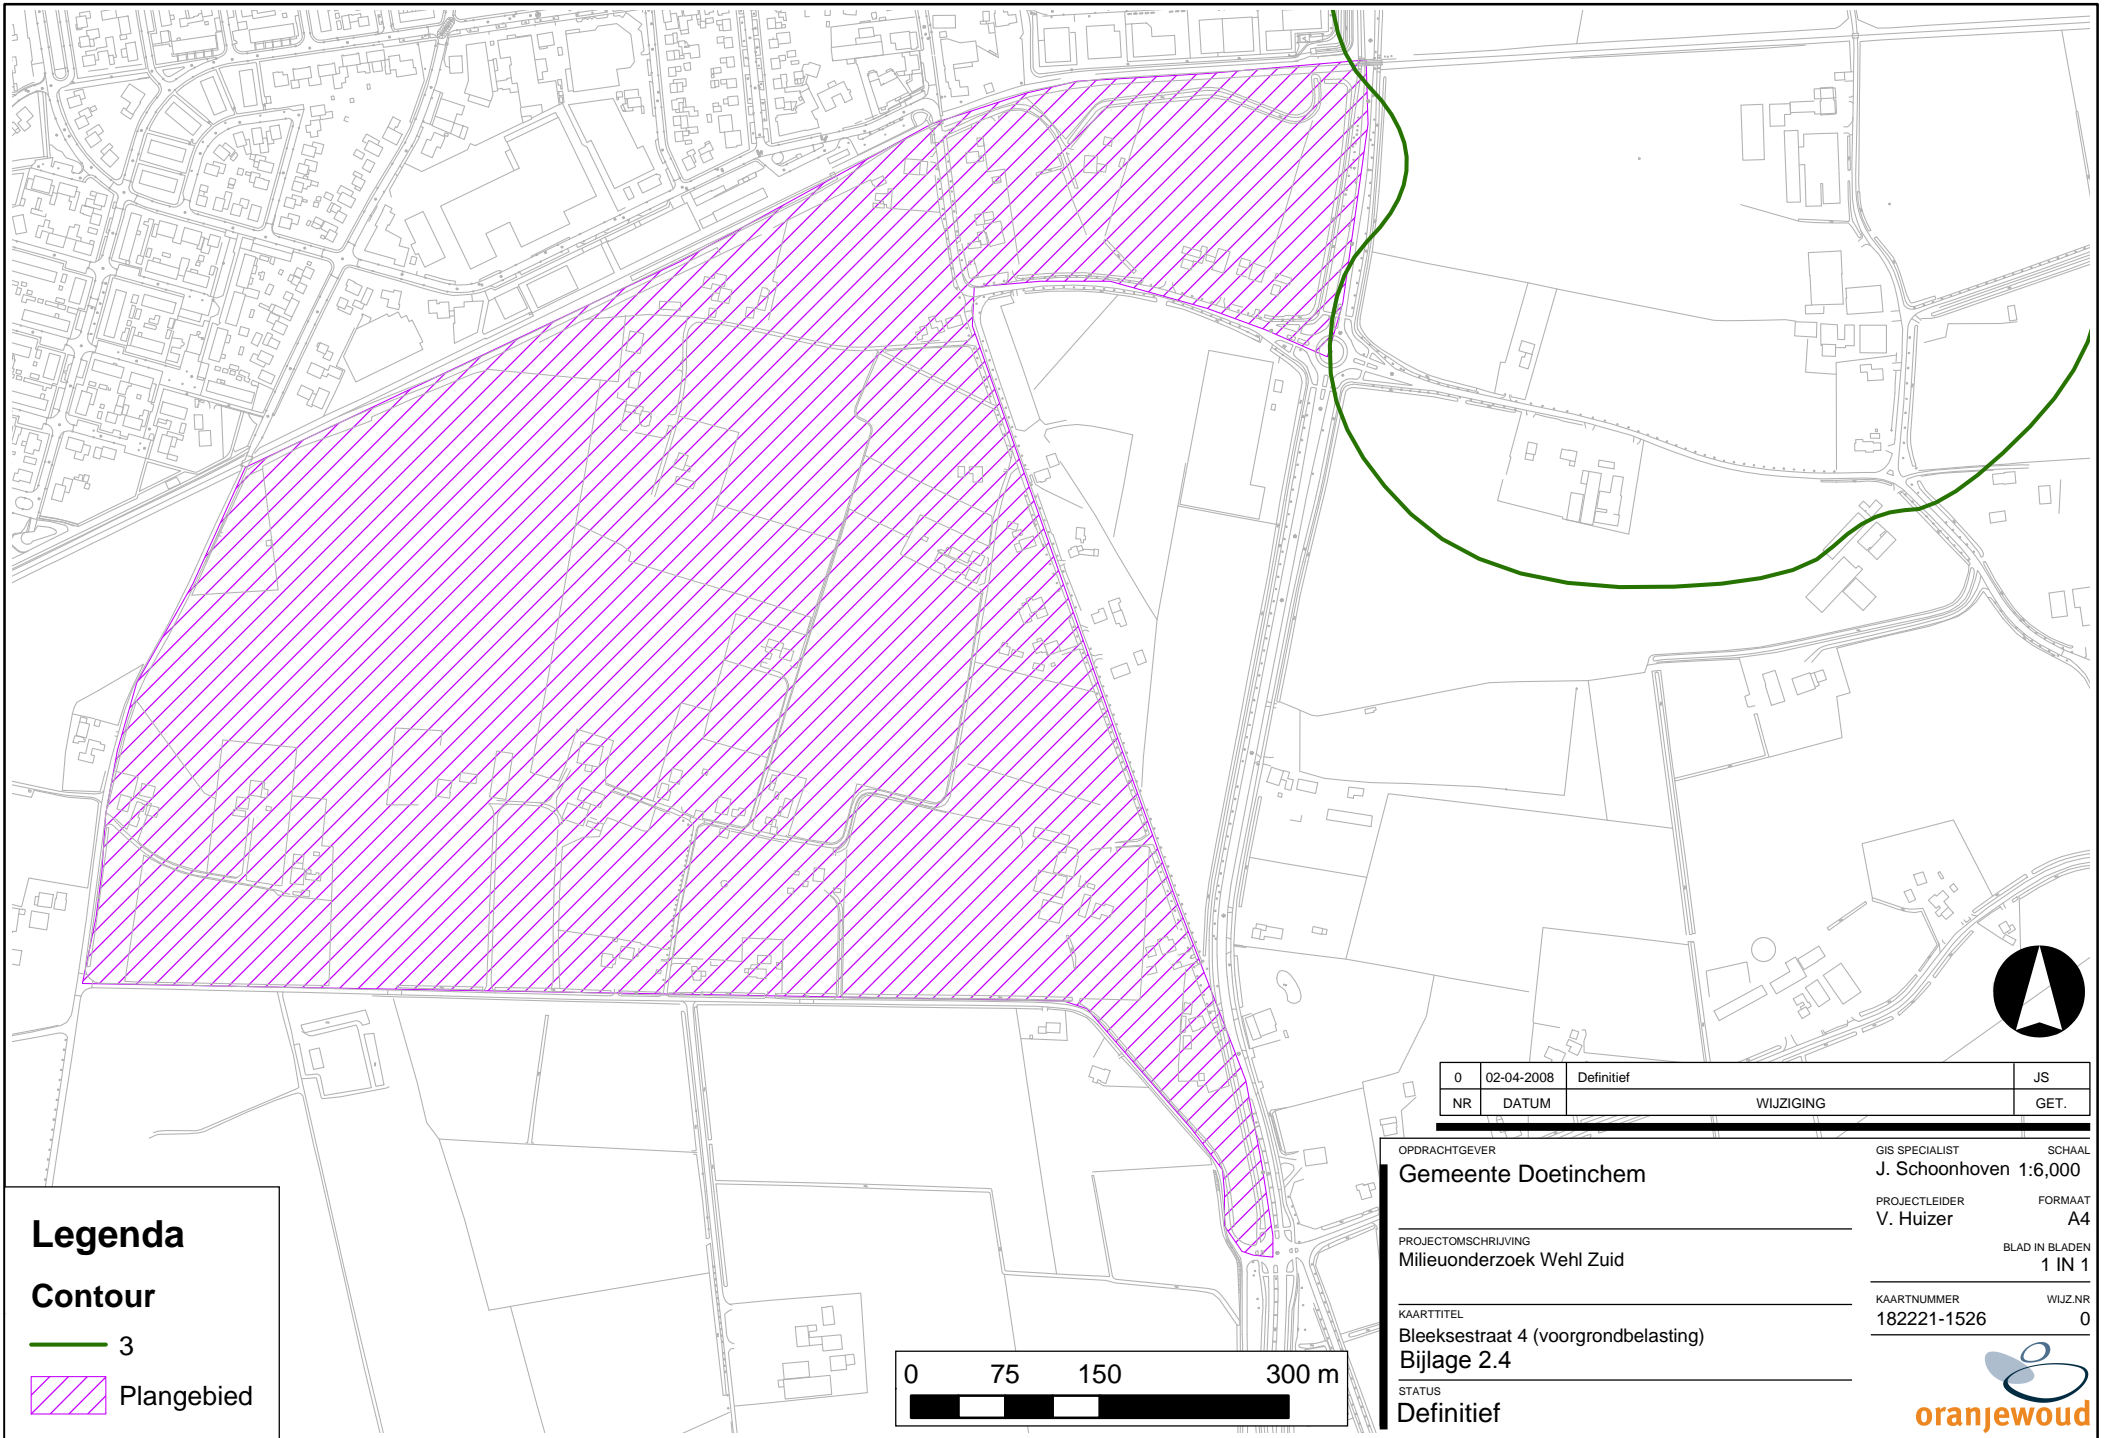 0 02-04-2008 Definitief JS
NR DATUM WIJZIGING GET.
OPDRACHTGEVER
Gemeente Doetinchem
GIS SPECIALIST SCHAAL
J. Schoonhoven 1:6,000
PROJECTLEIDER FORMAAT
V. Huizer A4
PROJECTOMSCHRIJVING
Milieuonderzoek Wehl Zuid
BLAD IN BLADEN
1 IN 1
KAARTTITEL
Bleeksestraat 4 (voorgrondbelasting)
Bijlage 2.4
KAARTNUMMER WIJZ.NR
182221-1526 0
STATUS
Definitief
oranjewoud
Legenda
Contour
3
Plangebied
0 75 150 300 m